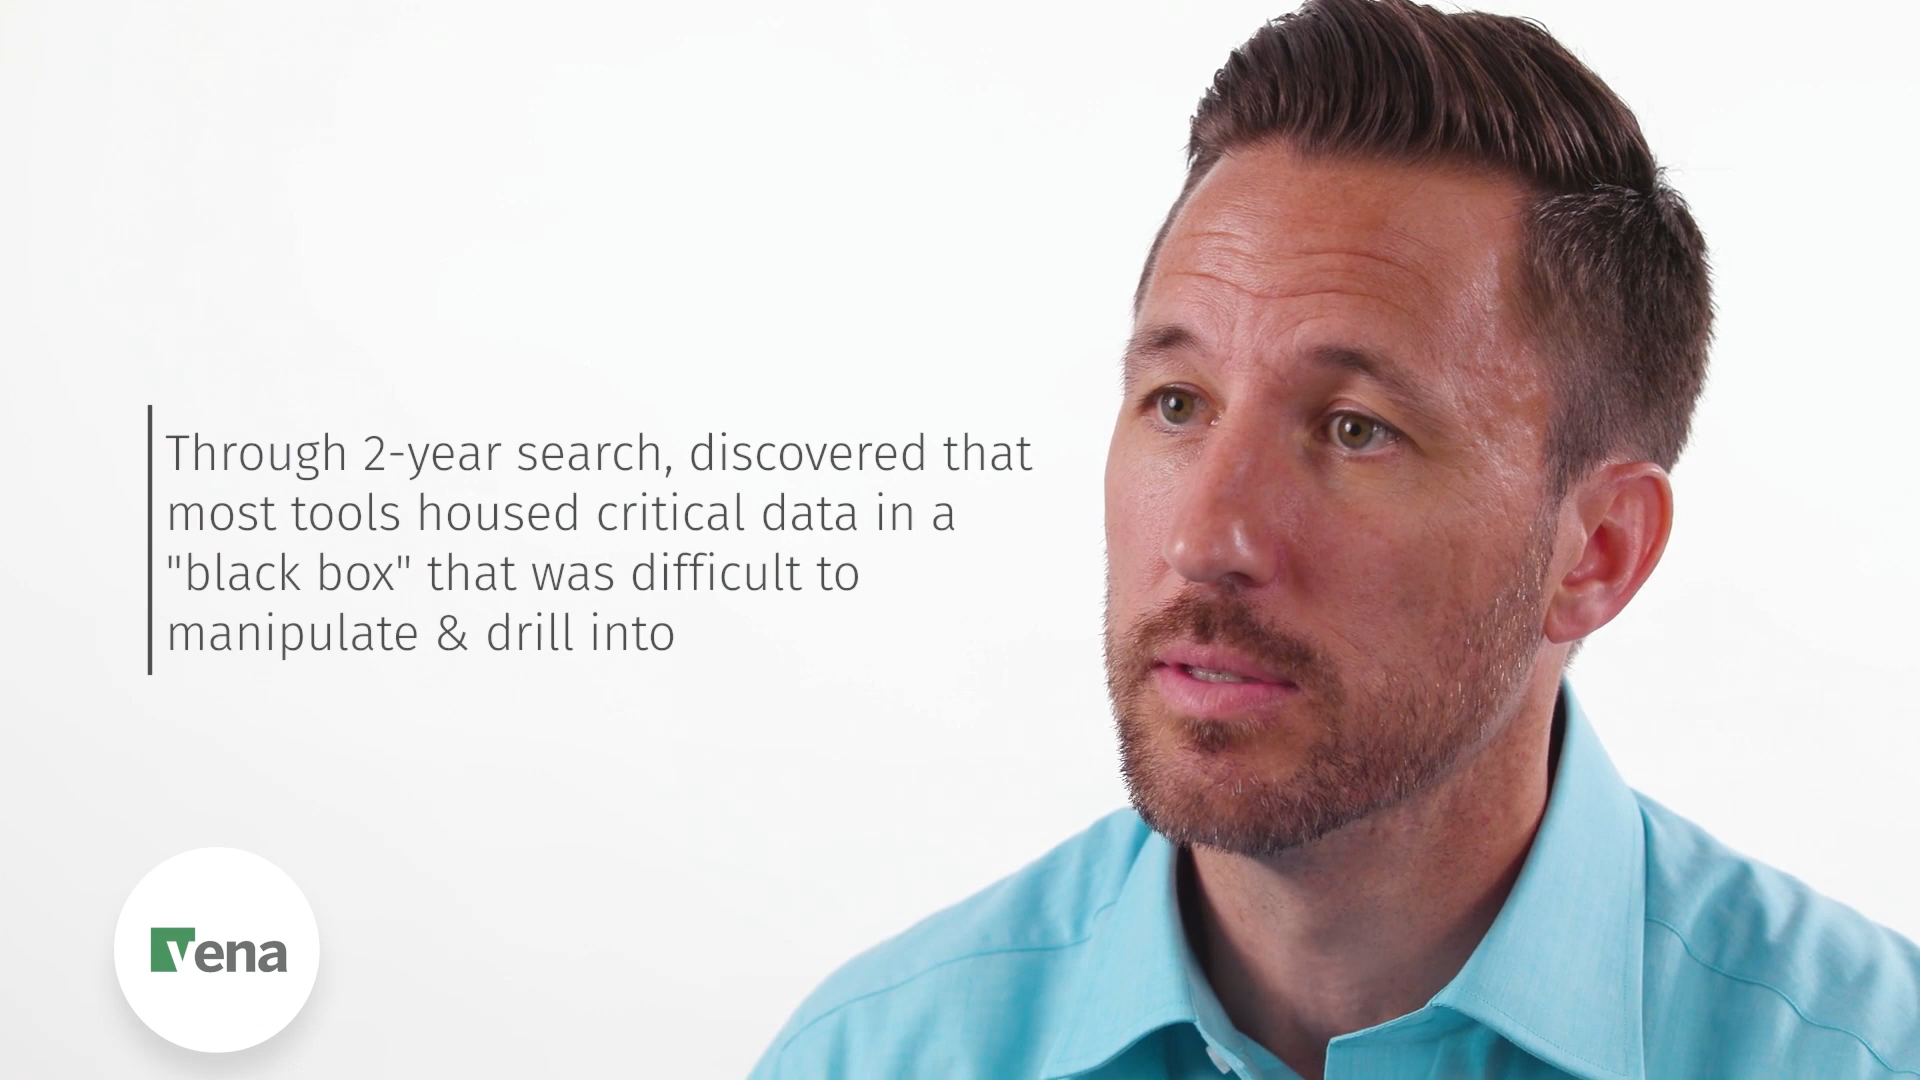 Through 2-year search, discovered that
most tools housed critical data in a
"black box" that was difficult to
manipulate & drill into
vena